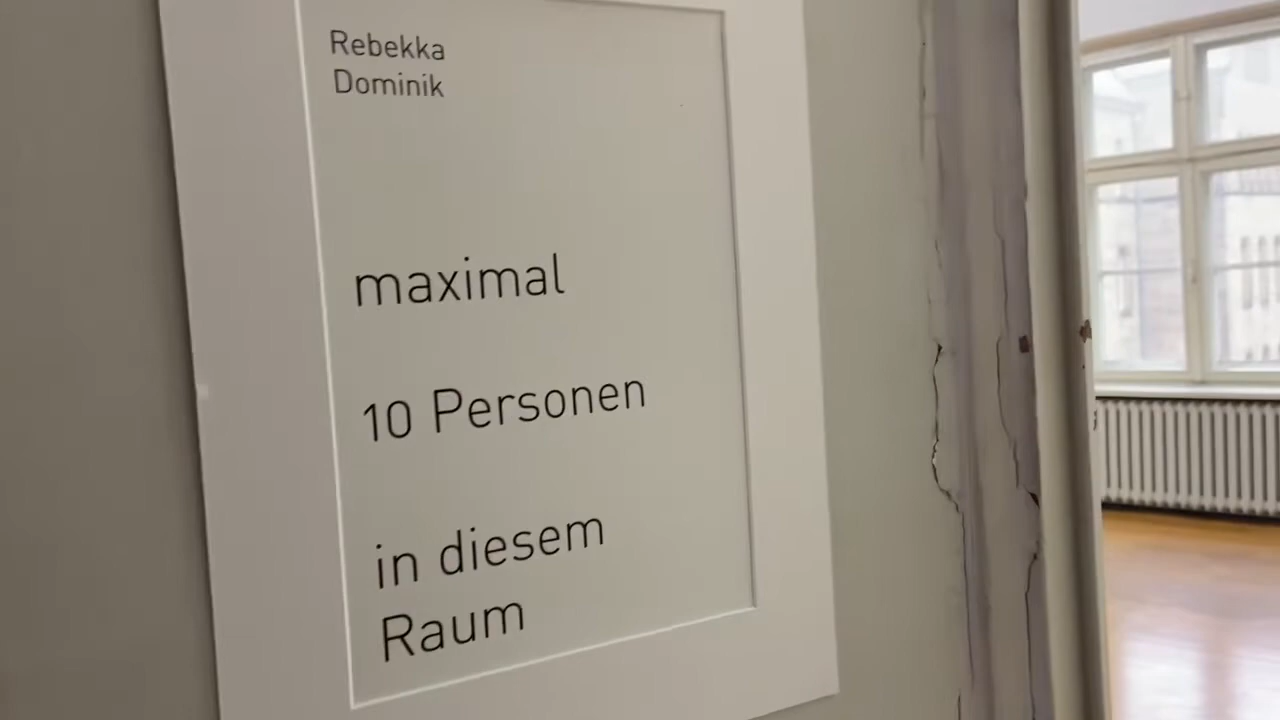 Rebekka
Dominik
maximal
10 Personen
in diesem
Raum